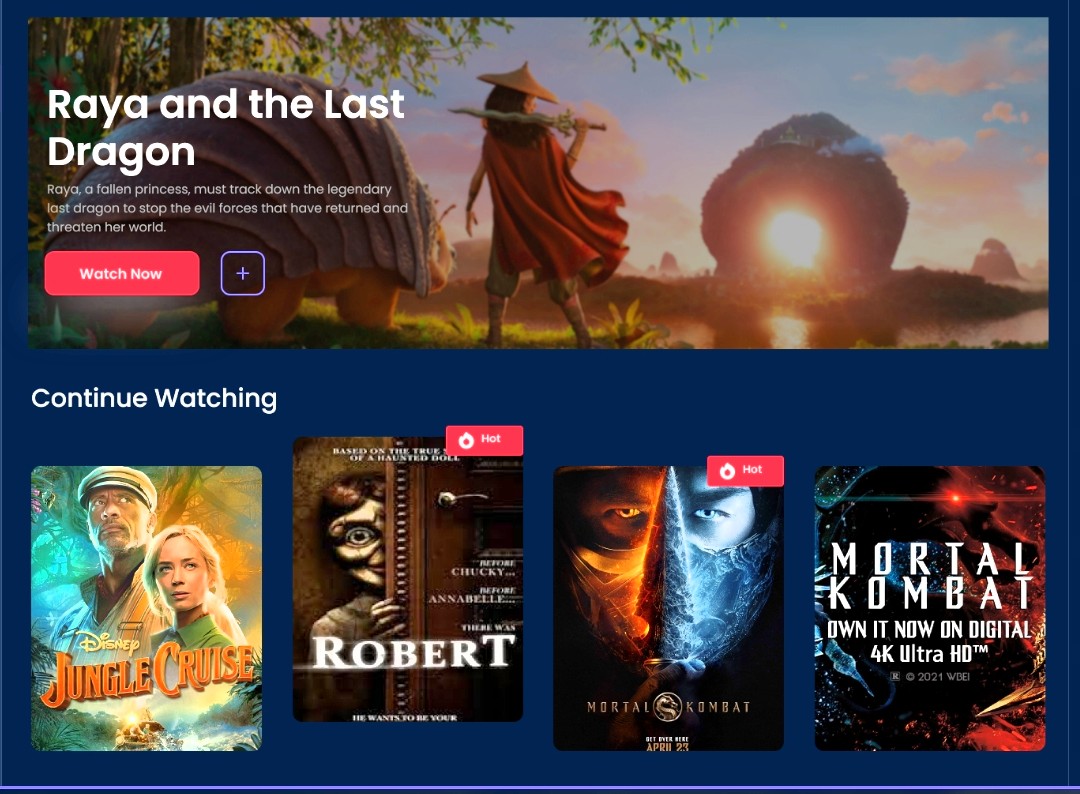 Raya and the Last
Dragon
Raya, a fallen princess, must track down the legendary
last dragon to stop the evil forces that have returned and
threaten her world.
Watch Now
+
Continue Watching
Disney
JUNGLE CRUISE
Hot
BASED ON THE TRUE
OF A HAUNTED DOLL
BEFORE
CHUCKY...
BEFORE
ANNABELLE...
THERE WAS
ROBERT
HE WANTS TO BE YOUR
Hot
MORTAL KOMBAT
GET OVER HERE
APRIL 23
MORTAL
KOMBAT
OWN IT NOW ON DIGITAL
4K Ultra HD™
R © 2021 WBEI